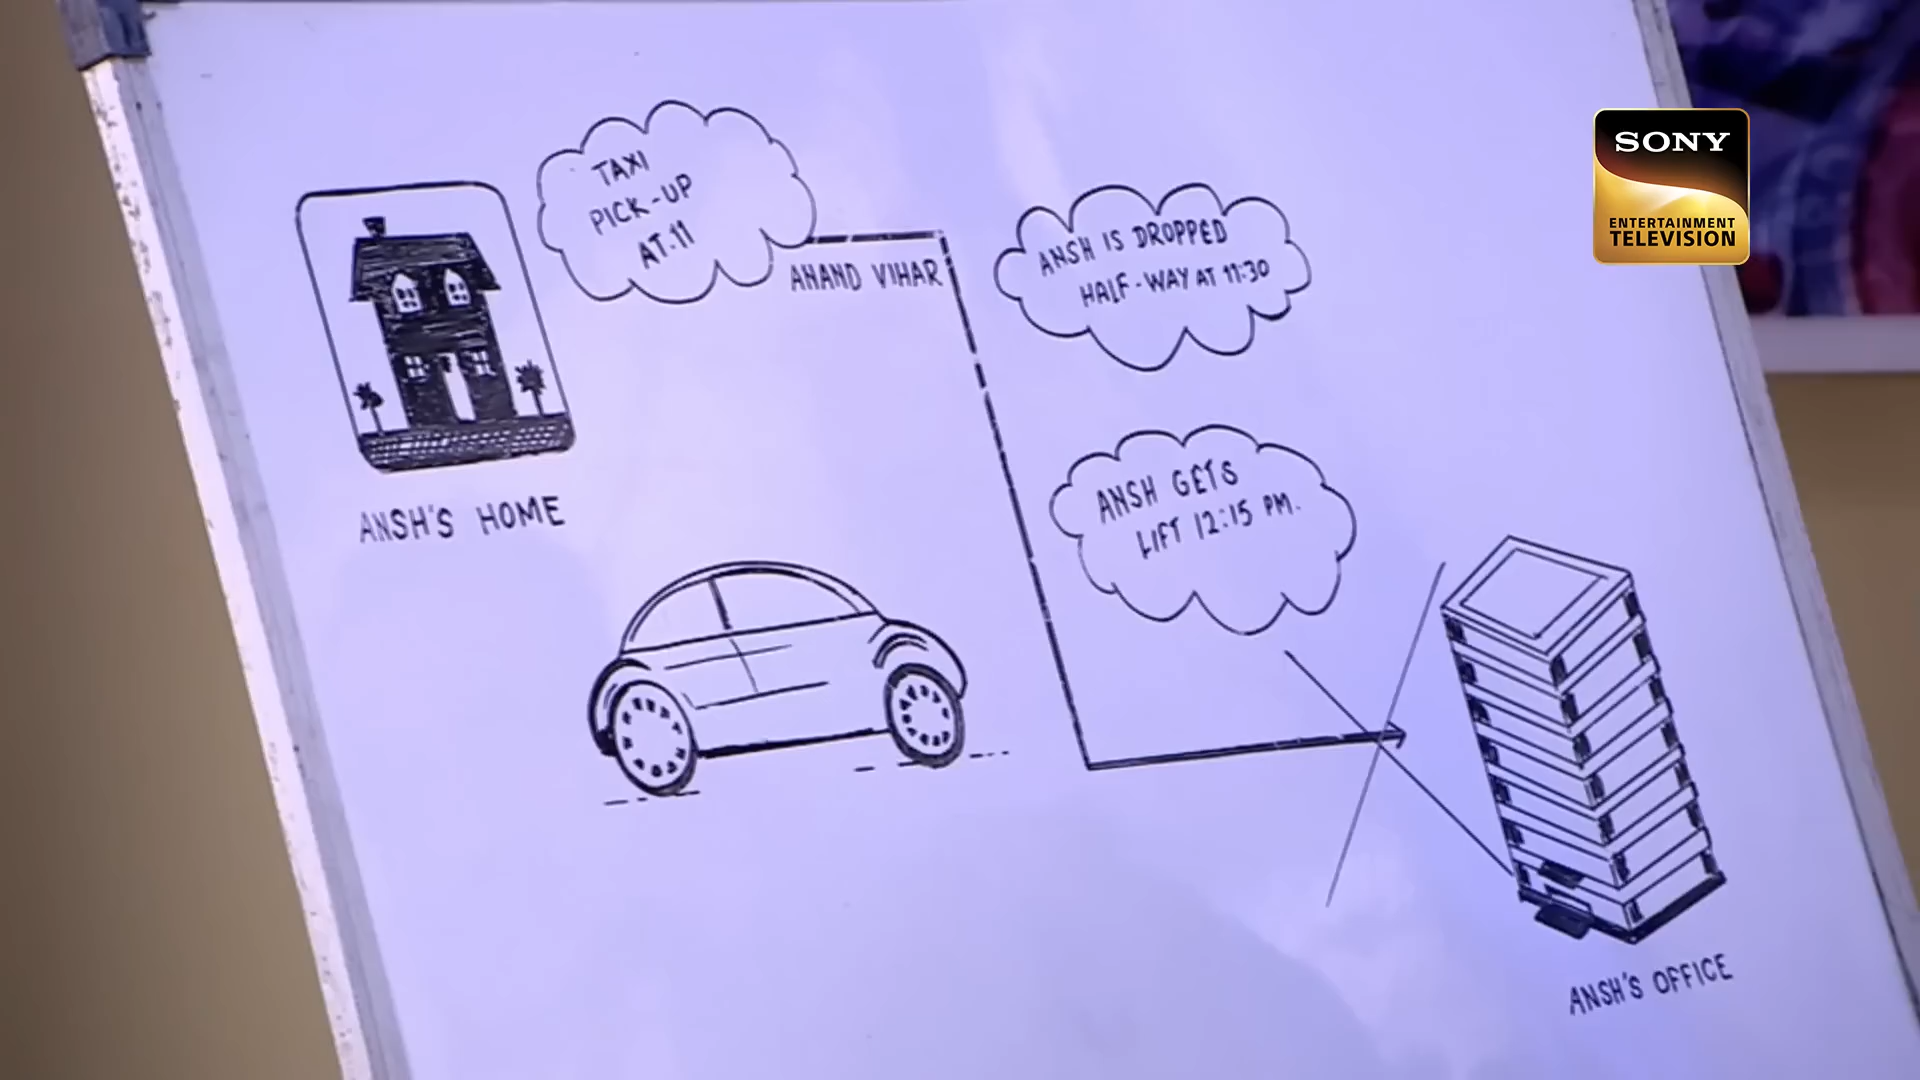 TAXI
PICK-UP
AT.11
ANAND VIHAR
ANSH IS DROPPED
HALF-WAY AT 11:30
ANSH GETS
LIFT 12:15 PM.
ANSH'S HOME
ANSH'S OFFICE
SONY
ENTERTAINMENT
TELEVISION